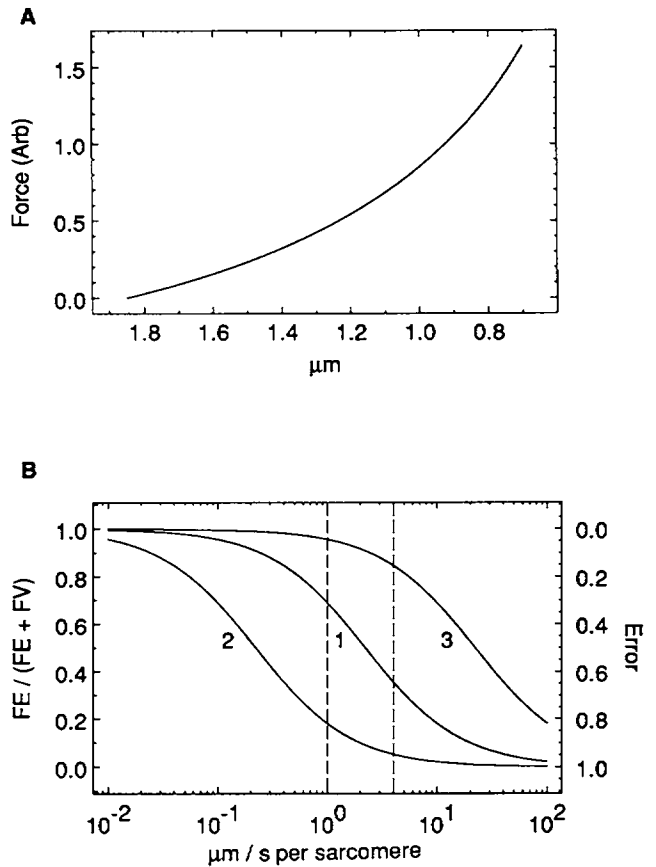 A
Force (Arb)
1.5
1.0
0.5
0.0
1.8 1.6 1.4 1.2 1.0 0.8
μm
B
FE / (FE + FV)
1.0
0.8
0.6
0.4
0.2
0.0
2 1 3
0.0
0.2
0.4
0.6
0.8
1.0
Error
10⁻² 10⁻¹ 10⁰ 10¹ 10²
μm / s per sarcomere